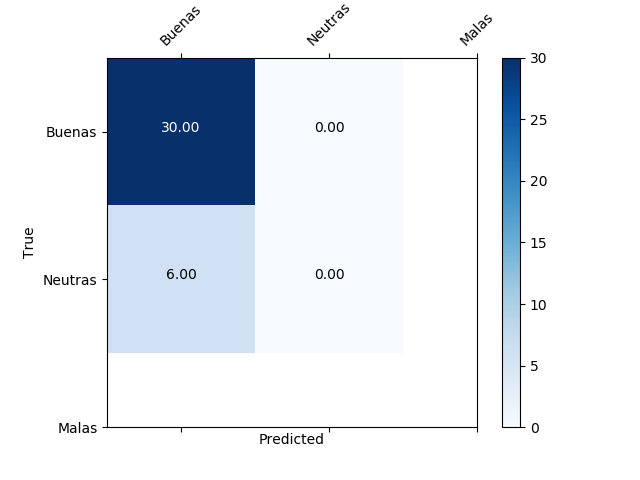 Buenas Neutras Malas
30
Buenas 30.00 0.00
25
20
True
15
Neutras 6.00 0.00
10
5
Malas 0
Predicted